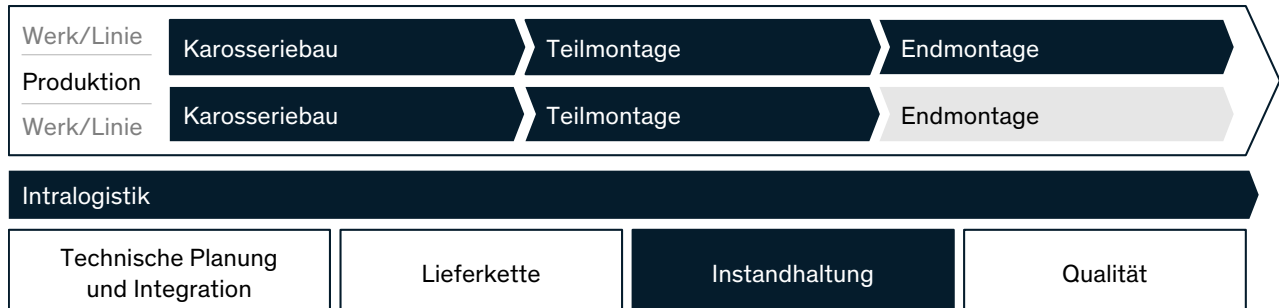 Werk/Linie
Karosseriebau
Teilmontage
Endmontage
Produktion
Werk/Linie
Karosseriebau
Teilmontage
Endmontage
Intralogistik
Technische Planung
und Integration
Lieferkette
Instandhaltung
Qualität